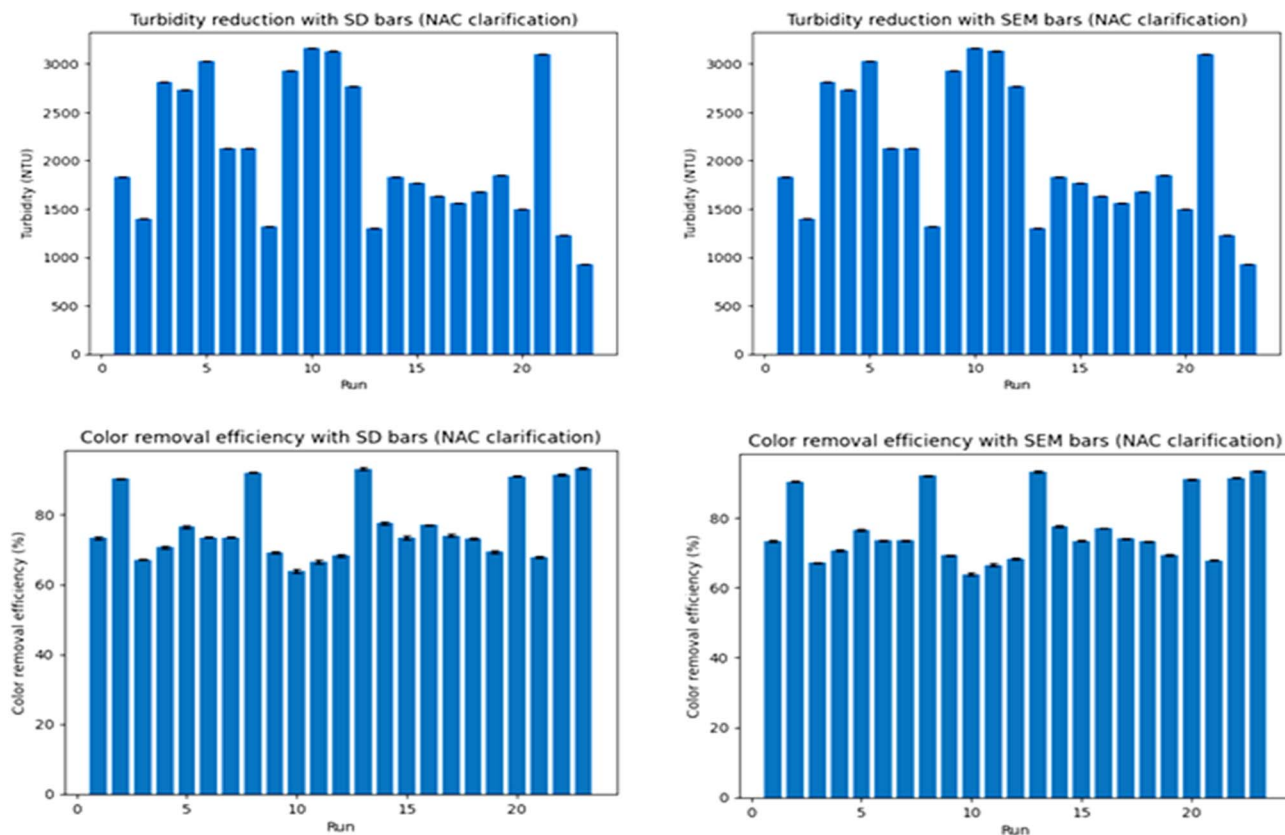 Turbidity reduction with SD bars (NAC clarification)
Turbidity (NTU)
3000
2500
2000
1500
1000
500
0
0 5 10 15 20
Run
Turbidity reduction with SEM bars (NAC clarification)
Turbidity (NTU)
3000
2500
2000
1500
1000
500
0
0 5 10 15 20
Run
Color removal efficiency with SD bars (NAC clarification)
Color removal efficiency (%)
80
60
40
20
0
0 5 10 15 20
Run
Color removal efficiency with SEM bars (NAC clarification)
Color removal efficiency (%)
80
60
40
20
0
0 5 10 15 20
Run